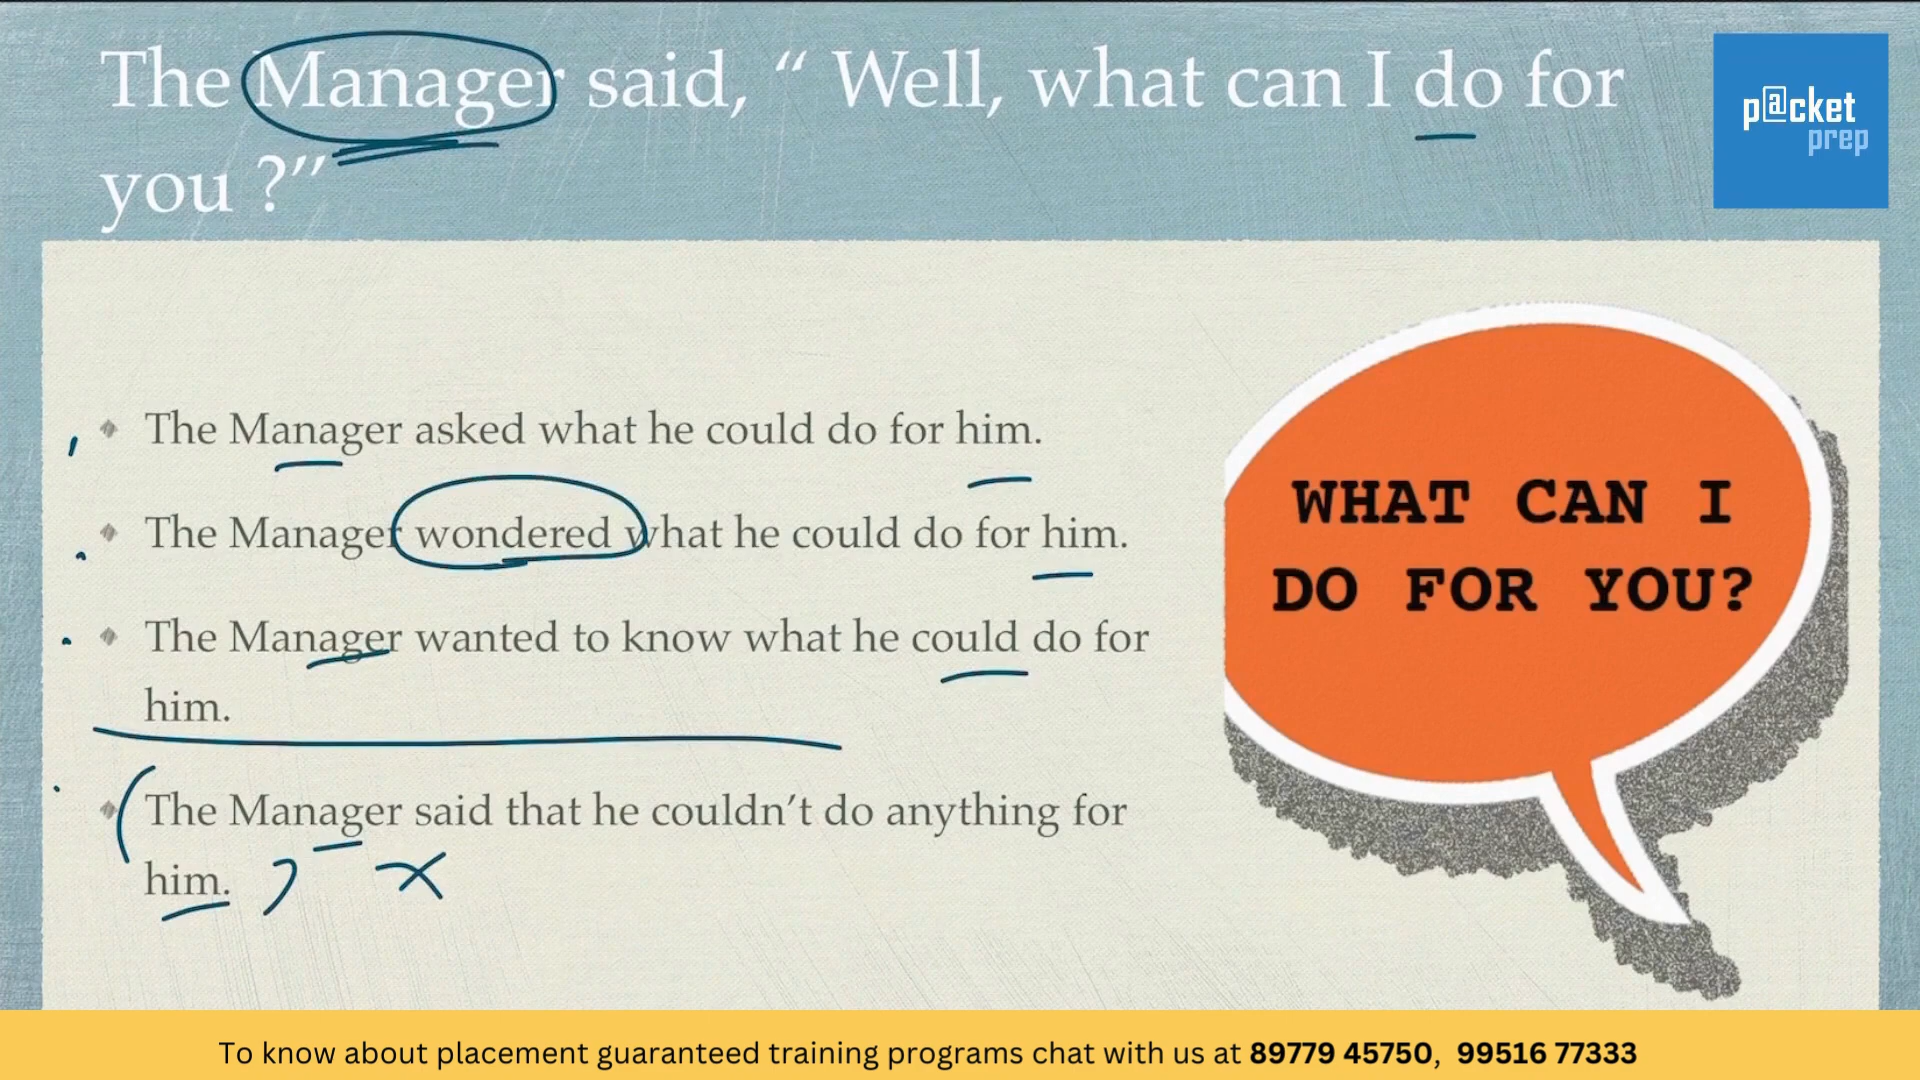 The Manager said, “ Well, what can I do for
you ?”
p@cket
prep
The Manager asked what he could do for him.
The Manager wondered what he could do for him.
The Manager wanted to know what he could do for
him.
The Manager said that he couldn’t do anything for
him.
WHAT CAN I
DO FOR YOU?
To know about placement guaranteed training programs chat with us at 89779 45750, 99516 77333